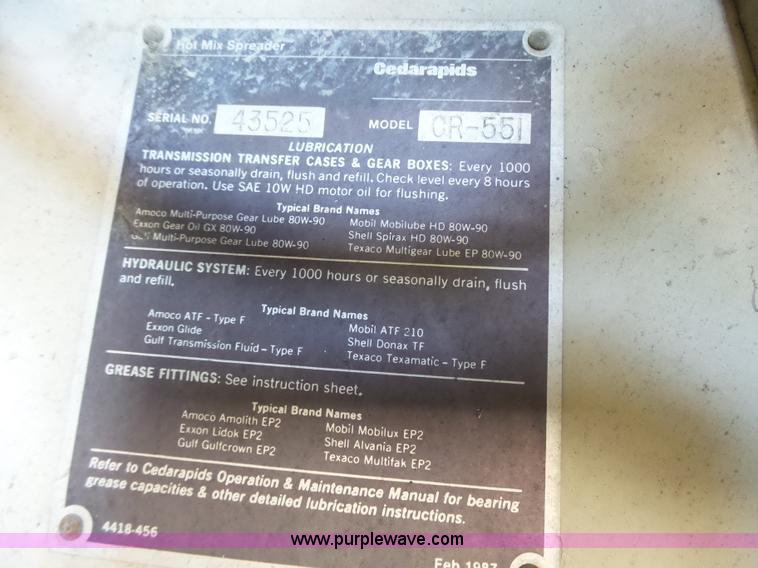 Hot Mix Spreader
Cedarapids
SERIAL NO. 43525 MODEL CR-551
LUBRICATION
TRANSMISSION TRANSFER CASES & GEAR BOXES: Every 1000
hours or seasonally drain, flush and refill. Check level every 8 hours
of operation. Use SAE 10W HD motor oil for flushing.
Typical Brand Names
Amoco Multi-Purpose Gear Lube 80W-90 Mobil Mobilube HD 80W-90
Exxon Gear Oil GX 80W-90 Shell Spirax HD 80W-90
Gulf Multi-Purpose Gear Lube 80W-90 Texaco Multigear Lube EP 80W-90
HYDRAULIC SYSTEM: Every 1000 hours or seasonally drain, flush
and refill.
Typical Brand Names
Amoco ATF - Type F Mobil ATF 210
Exxon Glide Shell Donax TF
Gulf Transmission Fluid - Type F Texaco Texamatic - Type F
GREASE FITTINGS: See instruction sheet.
Typical Brand Names
Amoco Amolith EP2 Mobil Mobilux EP2
Exxon Lidok EP2 Shell Alvania EP2
Gulf Gulfcrown EP2 Texaco Multifak EP2
Refer to Cedarapids Operation & Maintenance Manual for bearing
grease capacities & other detailed lubrication instructions.
4418-456
www.purplewave.com
Feb 1987